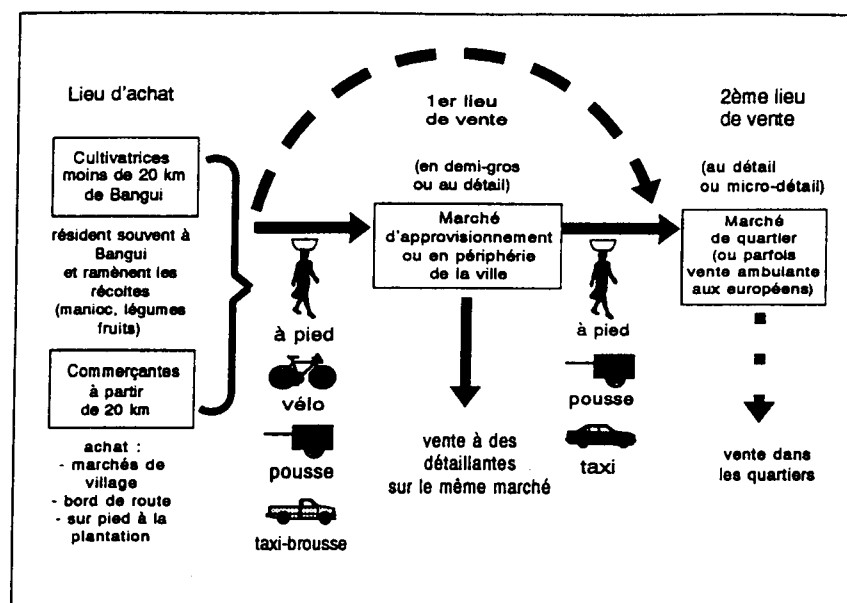 Lieu d'achat
Cultivatrices
moins de 20 km
de Bangui
résident souvent à
Bangui
et ramènent les
récoltes
(manioc, légumes
fruits)
Commerçantes
à partir
de 20 km
achat :
- marchés de
village
- bord de route
- sur pied à la
plantation
à pied
vélo
pousse
taxi-brousse
1er lieu
de vente
(en demi-gros
ou au détail)
Marché
d'approvisionnement
ou en périphérie
de la ville
vente à des
détaillantes
sur le même marché
à pied
pousse
taxi
2ème lieu
de vente
(au détail
ou micro-détail)
Marché
de quartier
(ou parfois
vente ambulante
aux européens)
vente dans
les quartiers